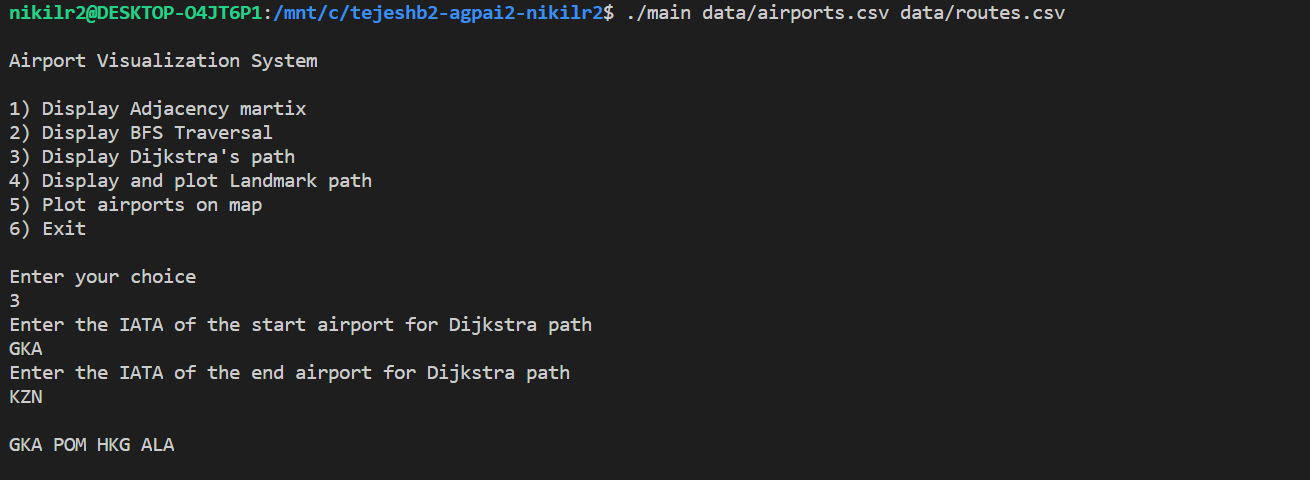 nikilr2@DESKTOP-O4JT6P1:/mnt/c/tejeshb2-agpai2-nikilr2$ ./main data/airports.csv data/routes.csv
Airport Visualization System
1) Display Adjacency martix
2) Display BFS Traversal
3) Display Dijkstra's path
4) Display and plot Landmark path
5) Plot airports on map
6) Exit
Enter your choice
3
Enter the IATA of the start airport for Dijkstra path
GKA
Enter the IATA of the end airport for Dijkstra path
KZN
GKA POM HKG ALA